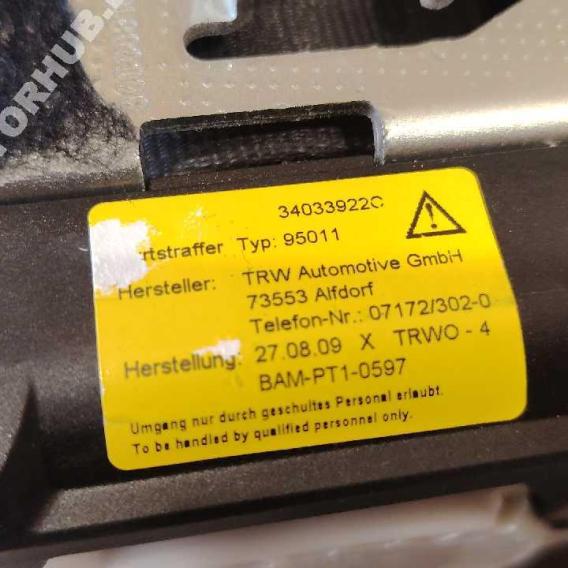 TORHUB.
34033922C
rtstraffer Typ: 95011
Hersteller: TRW Automotive GmbH
73553 Alfdorf
Telefon-Nr.: 07172/302-0
Herstellung: 27.08.09 X TRWO - 4
BAM-PT1-0597
Umgang nur durch geschultes Personal erlaubt.
To be handled by qualified personnel only.